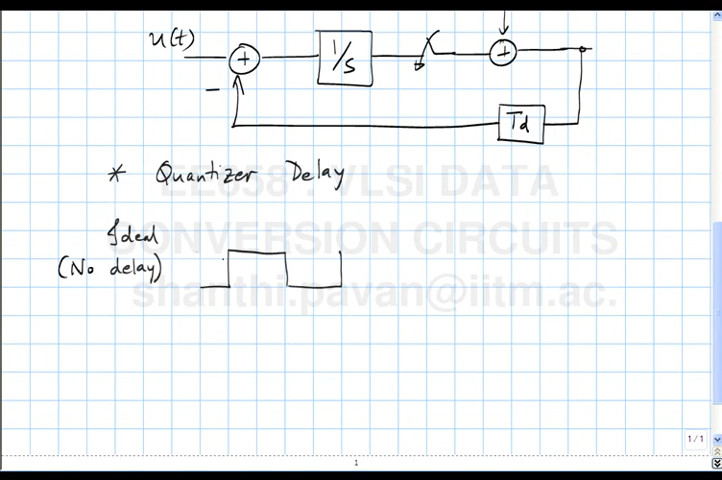 u(t)
+
1/s
+
−
Td
* Quantizer Delay
EE658 VLSI DATA
CONVERSION CIRCUITS
shanthi.pavan@iitm.ac.
Ideal
(No delay)
1/1
1